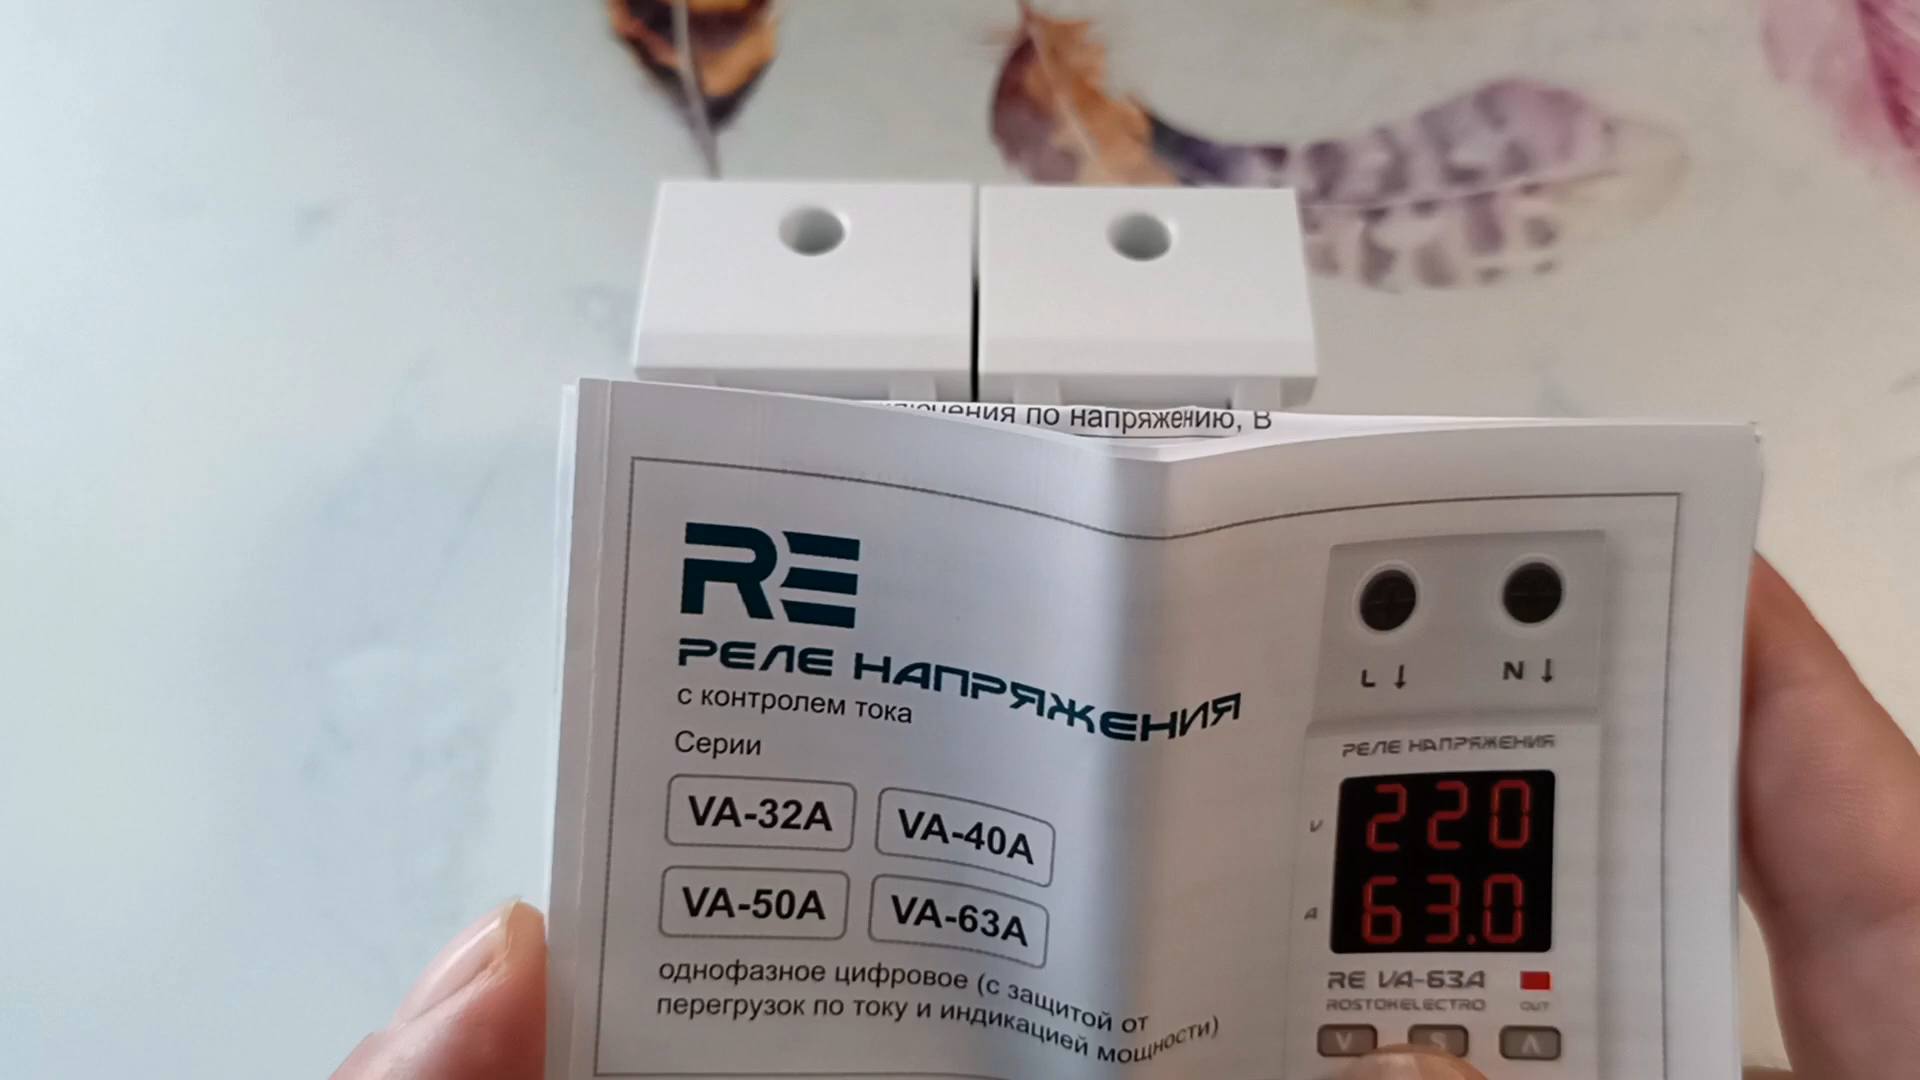 по напряжению, В
RE
РЕЛЕ НАПРЯЖЕНИЯ
с контролем тока
Серии
VA-32A
VA-40A
VA-50A
VA-63A
однофазное цифровое (с защитой от
перегрузок по току и индикацией мощности)
L ↓ N ↓
РЕЛЕ НАПРЯЖЕНИЯ
V 220
A 63.0
RE VA-63A
ROSTOKELECTRO OUT
V S Λ